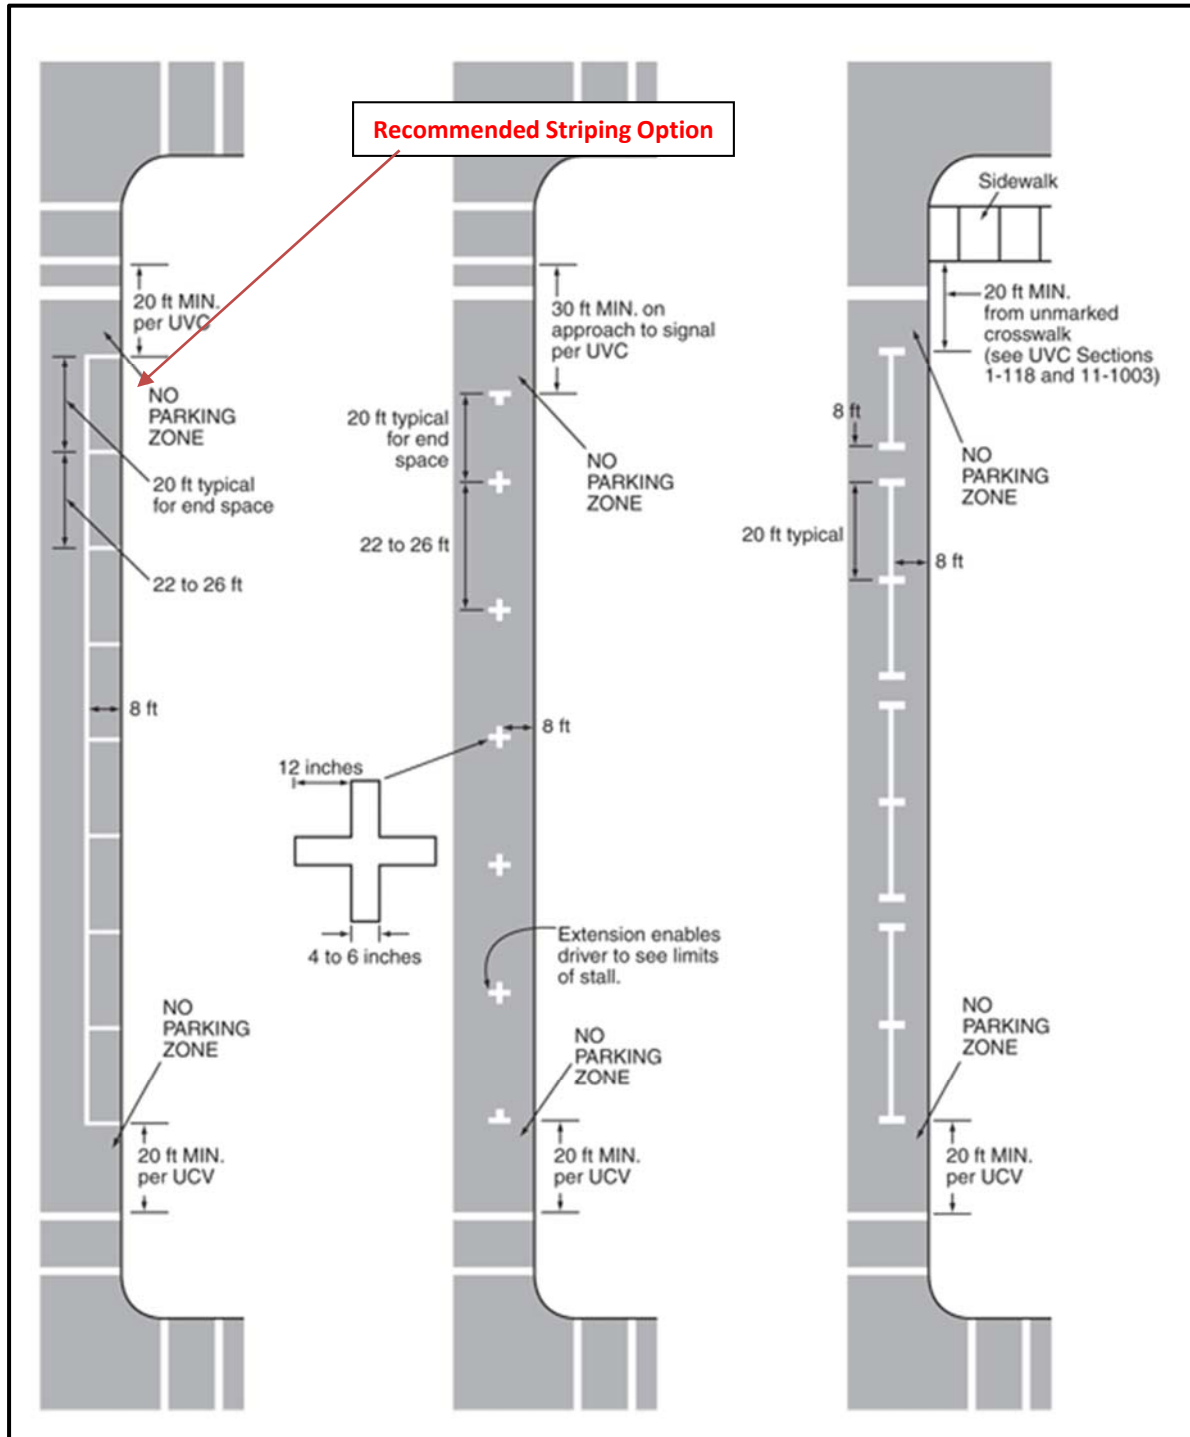 Recommended Striping Option
20 ft MIN.
per UVC
NO
PARKING
ZONE
20 ft typical
for end space
22 to 26 ft
8 ft
NO
PARKING
ZONE
20 ft MIN.
per UCV
30 ft MIN. on
approach to signal
per UVC
20 ft typical
for end
space
NO
PARKING
ZONE
22 to 26 ft
8 ft
12 inches
4 to 6 inches
Extension enables
driver to see limits
of stall.
NO
PARKING
ZONE
20 ft MIN.
per UCV
Sidewalk
20 ft MIN.
from unmarked
crosswalk
(see UVC Sections
1-118 and 11-1003)
8 ft
NO
PARKING
ZONE
20 ft typical
8 ft
NO
PARKING
ZONE
20 ft MIN.
per UCV